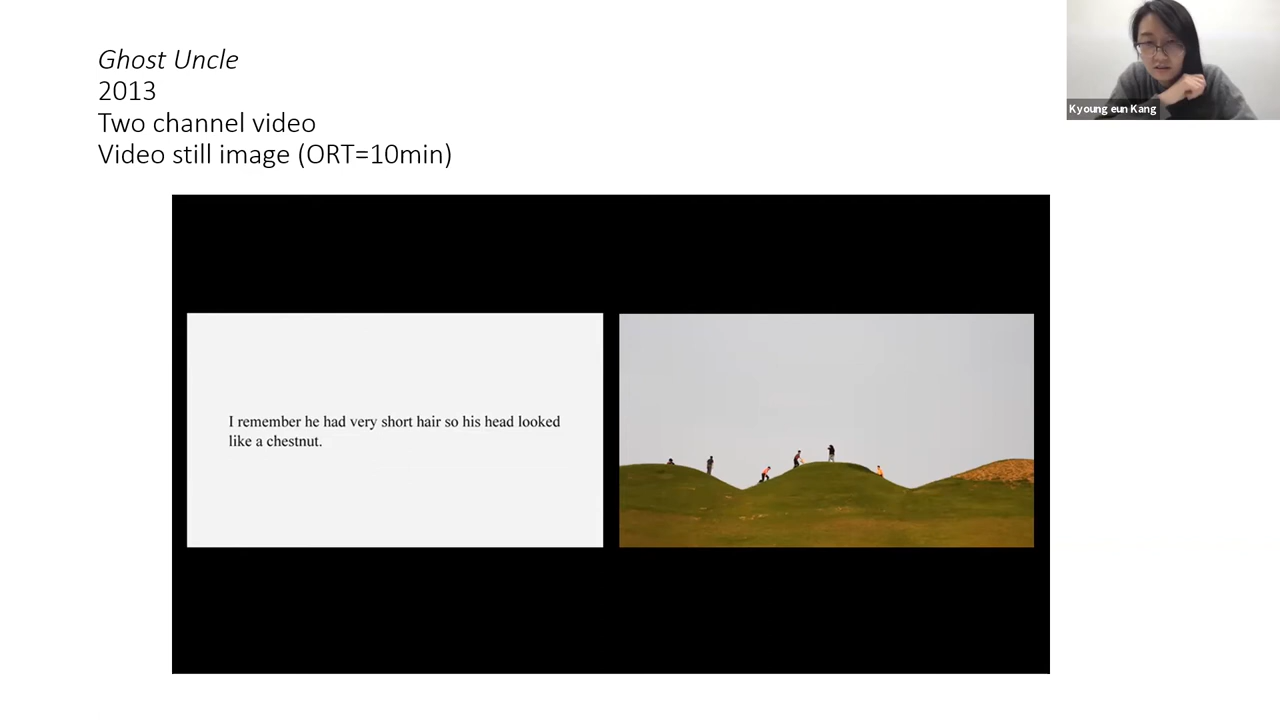 Ghost Uncle
2013
Two channel video
Video still image (ORT=10min)
Kyoung eun Kang
I remember he had very short hair so his head looked
like a chestnut.